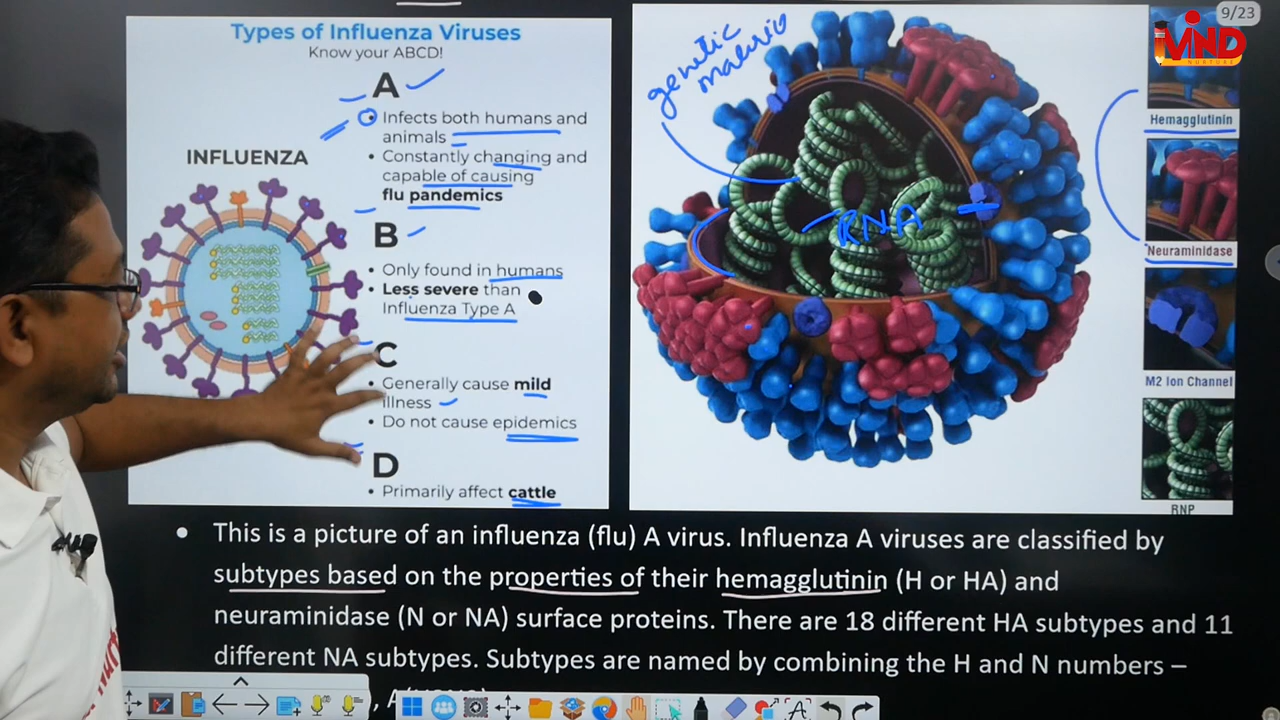 Types of Influenza Viruses
Know your ABCD!
A
• Infects both humans and
animals
• Constantly changing and
capable of causing
flu pandemics
INFLUENZA
B
• Only found in humans
• Less severe than
Influenza Type A
C
• Generally cause mild
illness
• Do not cause epidemics
D
• Primarily affect cattle
genetic
RNA
9/23
MIND
NURTURE
Hemagglutinin
Neuraminidase
M2 Ion Channel
RNP
• This is a picture of an influenza (flu) A virus. Influenza A viruses are classified by
subtypes based on the properties of their hemagglutinin (H or HA) and
neuraminidase (N or NA) surface proteins. There are 18 different HA subtypes and 11
different NA subtypes. Subtypes are named by combining the H and N numbers –